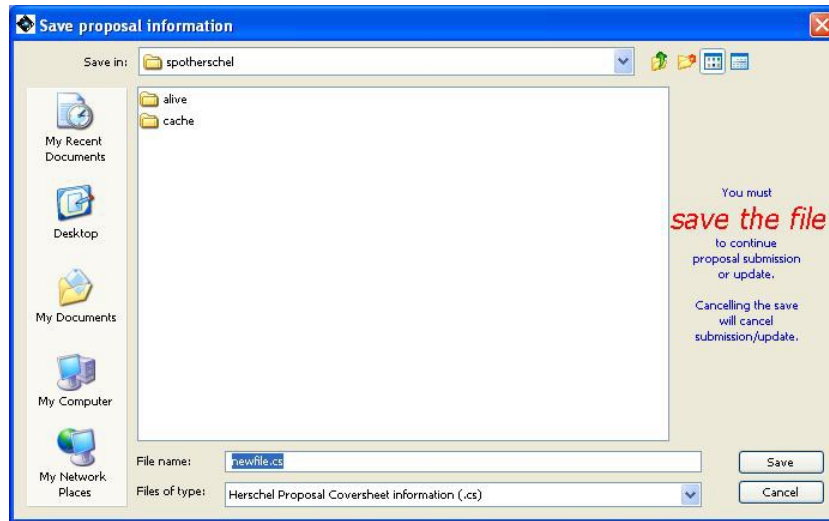 Save proposal information
Save in:
spotherschel
alive
cache
My Recent
Documents
Desktop
My Documents
My Computer
My Network
Places
You must
save the file
to continue
proposal submission
or update.
Cancelling the save
will cancel
submission/update.
File name:
newfile.cs
Save
Files of type:
Herschel Proposal Coversheet information (.cs)
Cancel